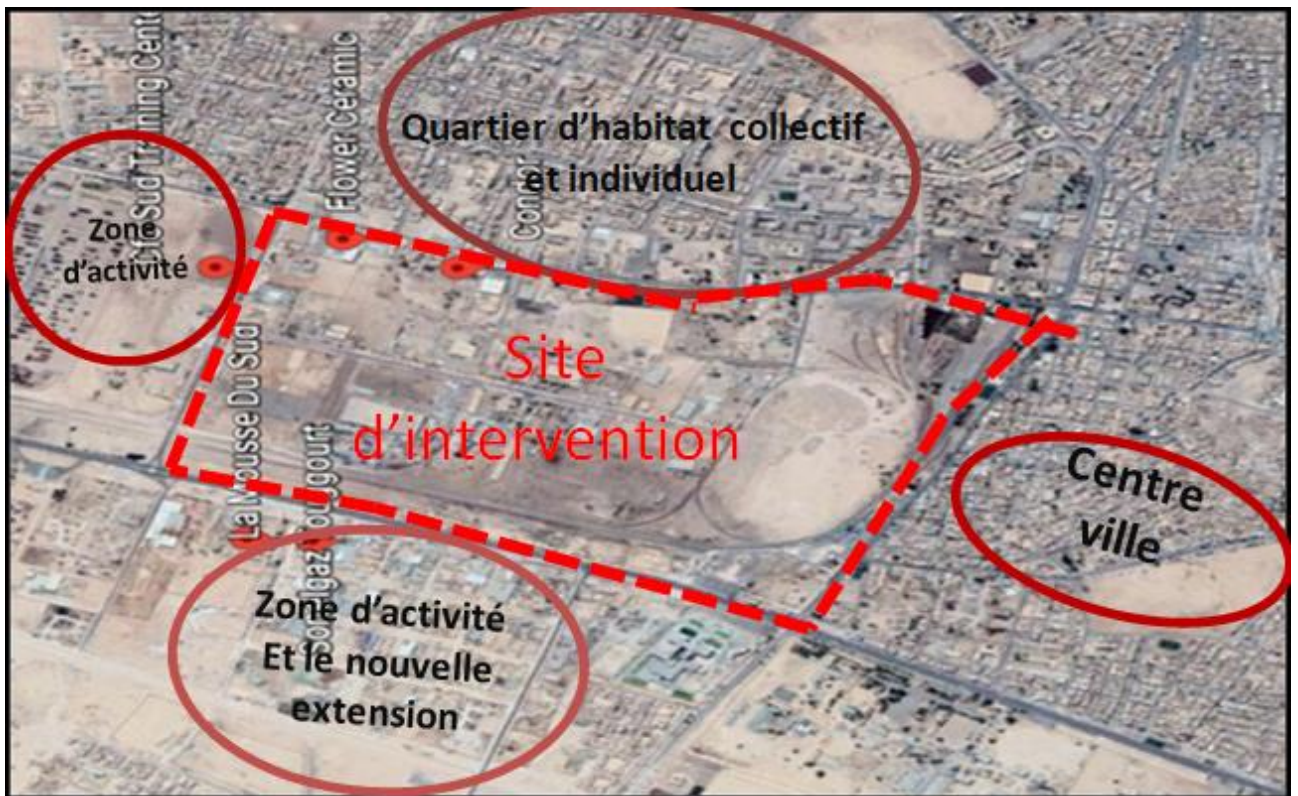 Flower Ceramic
Quartier d'habitat collectif
et individuel
Zone
d'activité
Site
d'intervention
La Mousse Du Sud
Centre
ville
Zone d'activité
Et le nouvelle
extension